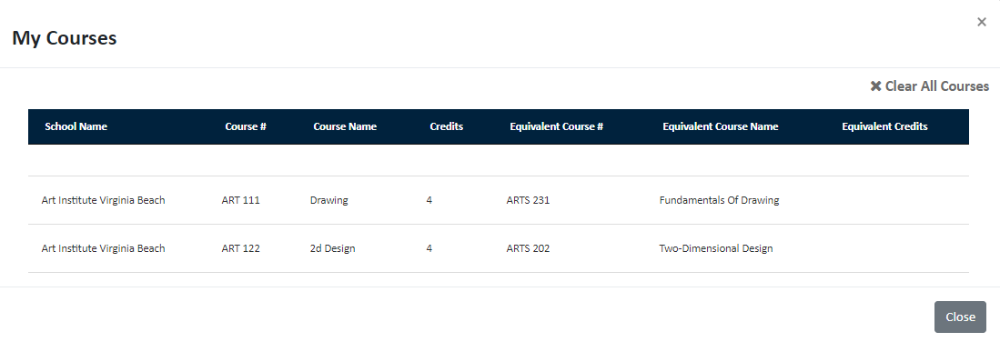 ×
My Courses
✖ Clear All Courses
School Name Course # Course Name Credits Equivalent Course # Equivalent Course Name Equivalent Credits
Art Institute Virginia Beach ART 111 Drawing 4 ARTS 231 Fundamentals Of Drawing
Art Institute Virginia Beach ART 122 2d Design 4 ARTS 202 Two-Dimensional Design
Close